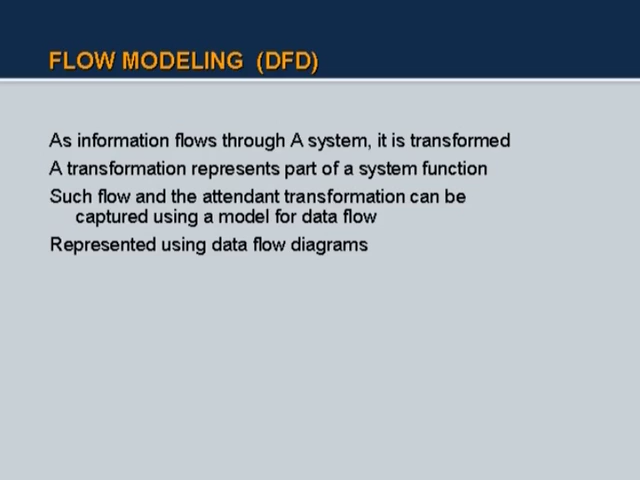 FLOW MODELING (DFD)
As information flows through A system, it is transformed
A transformation represents part of a system function
Such flow and the attendant transformation can be
captured using a model for data flow
Represented using data flow diagrams